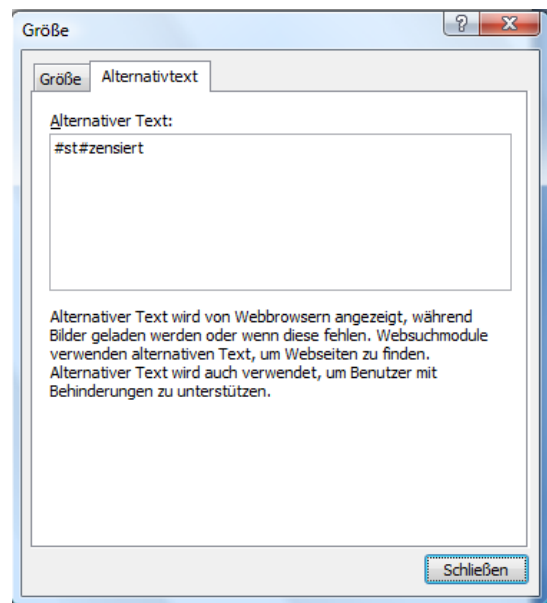 Größe
Größe Alternativtext
Alternativer Text:
#st#zensiert
Alternativer Text wird von Webbrowsern angezeigt, während
Bilder geladen werden oder wenn diese fehlen. Websuchmodule
verwenden alternativen Text, um Webseiten zu finden.
Alternativer Text wird auch verwendet, um Benutzer mit
Behinderungen zu unterstützen.
Schließen